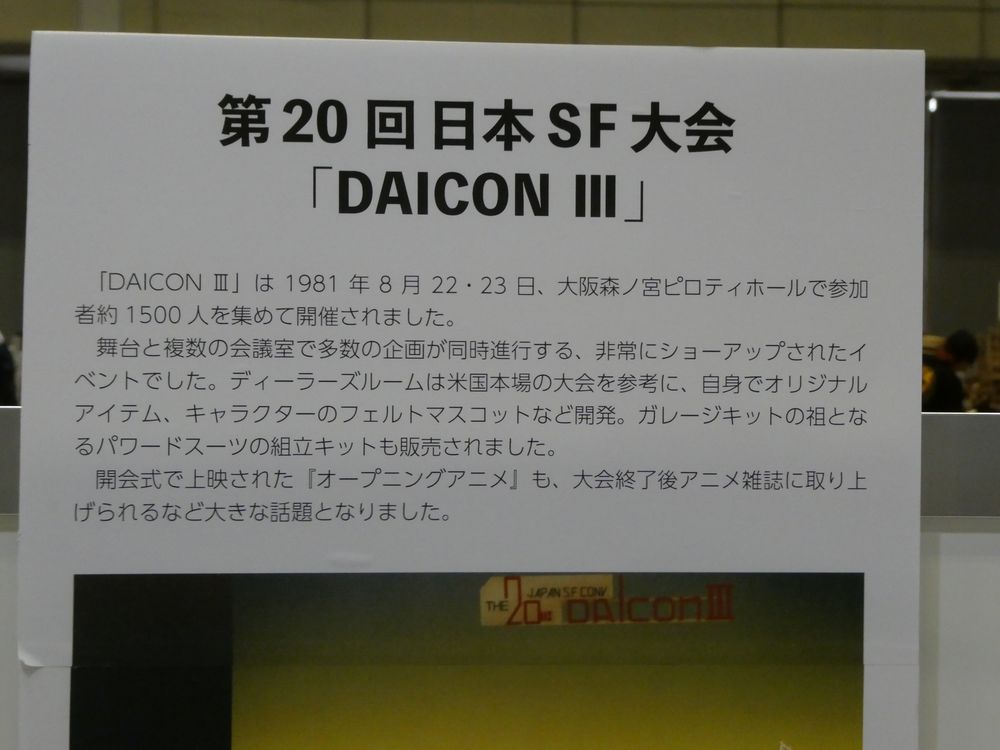 第20回日本SF大会
「DAICON Ⅲ」
「DAICON Ⅲ」は 1981 年 8 月 22・23 日、大阪森ノ宮ピロティホールで参加
者約 1500 人を集めて開催されました。
舞台と複数の会議室で多数の企画が同時進行する、非常にショーアップされたイ
ベントでした。ディーラーズルームは米国本場の大会を参考に、自身でオリジナル
アイテム、キャラクターのフェルトマスコットなど開発。ガレージキットの祖とな
るパワードスーツの組立キットも販売されました。
開会式で上映された『オープニングアニメ』も、大会終了後アニメ雑誌に取り上
げられるなど大きな話題となりました。
JAPAN SF CONV
THE 20 DAICON Ⅲ